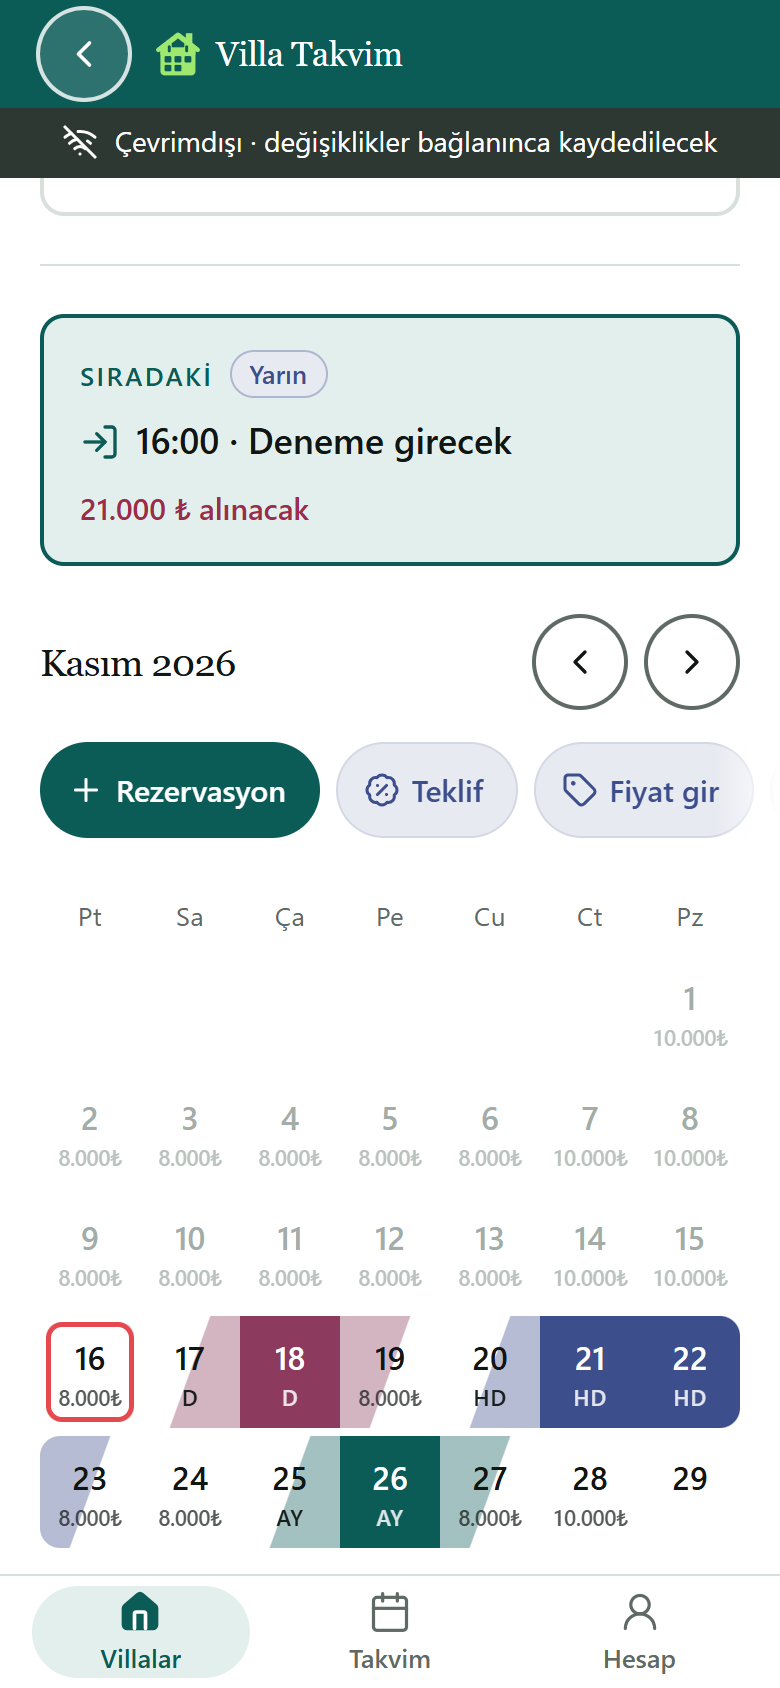 Villa Takvim
Çevrimdışı · değişiklikler bağlanınca kaydedilecek
SIRADAKİ Yarın
16:00 · Deneme girecek
21.000 ₺ alınacak
Kasım 2026
Rezervasyon Teklif Fiyat gir
Pt Sa Ça Pe Cu Ct Pz
1
10.000₺
2 3 4 5 6 7 8
8.000₺ 8.000₺ 8.000₺ 8.000₺ 8.000₺ 10.000₺ 10.000₺
9 10 11 12 13 14 15
8.000₺ 8.000₺ 8.000₺ 8.000₺ 8.000₺ 10.000₺ 10.000₺
16 17 18 19 20 21 22
8.000₺ D D 8.000₺ HD HD HD
23 24 25 26 27 28 29
8.000₺ 8.000₺ AY AY 8.000₺ 10.000₺
Villalar Takvim Hesap